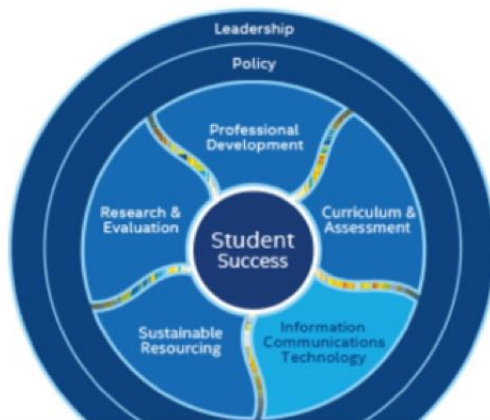 Leadership
Policy
Professional
Development
Research &
Evaluation
Curriculum &
Assessment
Student
Success
Sustainable
Resourcing
Information
Communications
Technology